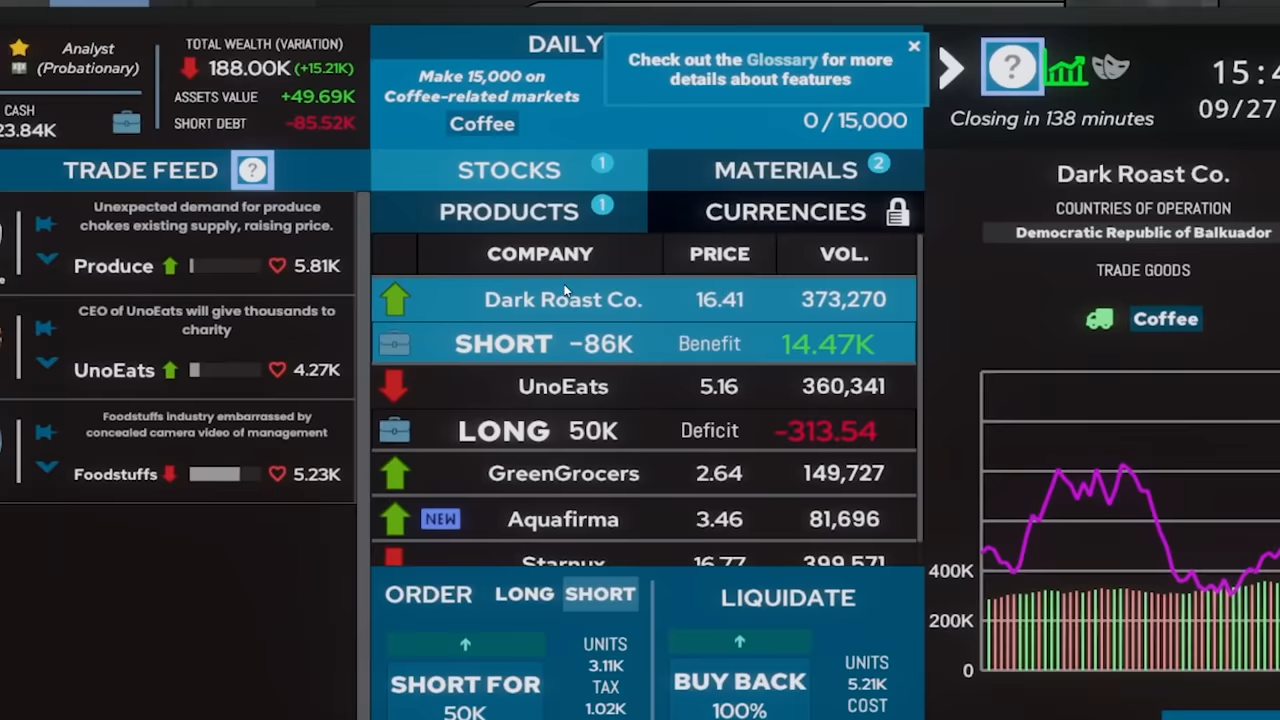 Analyst
(Probationary)
CASH
23.84K
TOTAL WEALTH (VARIATION)
188.00K (+15.21K)
ASSETS VALUE +49.69K
SHORT DEBT -85.52K
DAILY
Make 15,000 on
Coffee-related markets
Coffee
Check out the Glossary for more
details about features
×
0 / 15,000
?
15:4
09/27
Closing in 138 minutes
TRADE FEED ?
Unexpected demand for produce
chokes existing supply, raising price.
Produce 5.81K
CEO of UnoEats will give thousands to
charity
UnoEats 4.27K
Foodstuffs industry embarrassed by
concealed camera video of management
Foodstuffs 5.23K
STOCKS 1
MATERIALS 2
PRODUCTS 1
CURRENCIES
COMPANY PRICE VOL.
Dark Roast Co. 16.41 373,270
SHORT -86K Benefit 14.47K
UnoEats 5.16 360,341
LONG 50K Deficit -313.54
GreenGrocers 2.64 149,727
NEW Aquafirma 3.46 81,696
16.77 399,571
ORDER LONG SHORT
SHORT FOR
50K
UNITS
3.11K
TAX
1.02K
LIQUIDATE
BUY BACK
100%
UNITS
5.21K
COST
Dark Roast Co.
COUNTRIES OF OPERATION
Democratic Republic of Balkuador
TRADE GOODS
Coffee
400K
200K
0